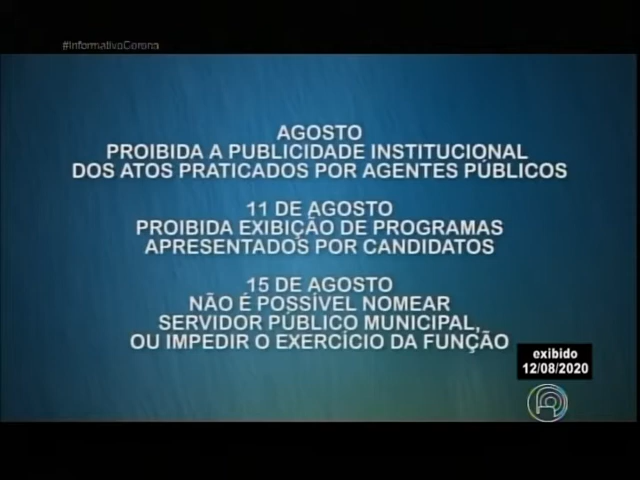 #InformativoCorona
AGOSTO
PROIBIDA A PUBLICIDADE INSTITUCIONAL
DOS ATOS PRATICADOS POR AGENTES PÚBLICOS
11 DE AGOSTO
PROIBIDA EXIBIÇÃO DE PROGRAMAS
APRESENTADOS POR CANDIDATOS
15 DE AGOSTO
NÃO É POSSÍVEL NOMEAR
SERVIDOR PÚBLICO MUNICIPAL,
OU IMPEDIR O EXERCÍCIO DA FUNÇÃO
exibido
12/08/2020